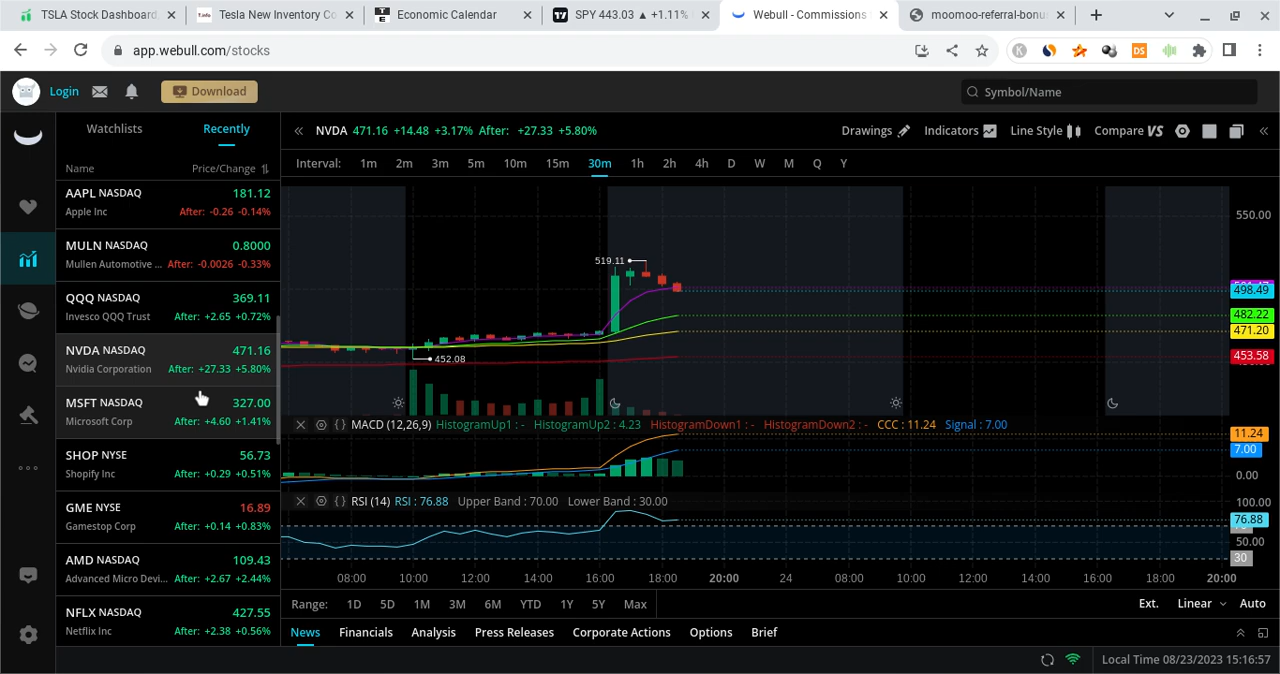 TSLA Stock Dashboard
Tesla New Inventory Co
Economic Calendar
SPY 443.03 ▲ +1.11%
Webull - Commissions
moomoo-referral-bonu
app.webull.com/stocks
Login
Download
Symbol/Name
Watchlists
Recently
NVDA 471.16 +14.48 +3.17% After: +27.33 +5.80%
Drawings
Indicators
Line Style
Compare VS
Name
Price/Change
Interval: 1m 2m 3m 5m 10m 15m 30m 1h 2h 4h D W M Q Y
AAPL NASDAQ 181.12
Apple Inc After: -0.26 -0.14%
MULN NASDAQ 0.8000
Mullen Automotive ... After: -0.0026 -0.33%
QQQ NASDAQ 369.11
Invesco QQQ Trust After: +2.65 +0.72%
NVDA NASDAQ 471.16
Nvidia Corporation After: +27.33 +5.80%
MSFT NASDAQ 327.00
Microsoft Corp After: +4.60 +1.41%
SHOP NYSE 56.73
Shopify Inc After: +0.29 +0.51%
GME NYSE 16.89
Gamestop Corp After: +0.14 +0.83%
AMD NASDAQ 109.43
Advanced Micro Devi... After: +2.67 +2.44%
NFLX NASDAQ 427.55
Netflix Inc After: +2.38 +0.56%
550.00
519.11
498.49
482.22
471.20
453.58
452.08
{} MACD (12,26,9) HistogramUp1 : - HistogramUp2 : 4.23 HistogramDown1 : - HistogramDown2 : - CCC : 11.24 Signal : 7.00
11.24
7.00
0.00
{} RSI (14) RSI : 76.88 Upper Band : 70.00 Lower Band : 30.00
100.00
76.88
50.00
30
08:00 10:00 12:00 14:00 16:00 18:00 20:00 24 08:00 10:00 12:00 14:00 16:00 18:00 20:00
Range: 1D 5D 1M 3M 6M YTD 1Y 5Y Max
Ext. Linear Auto
News Financials Analysis Press Releases Corporate Actions Options Brief
Local Time 08/23/2023 15:16:57